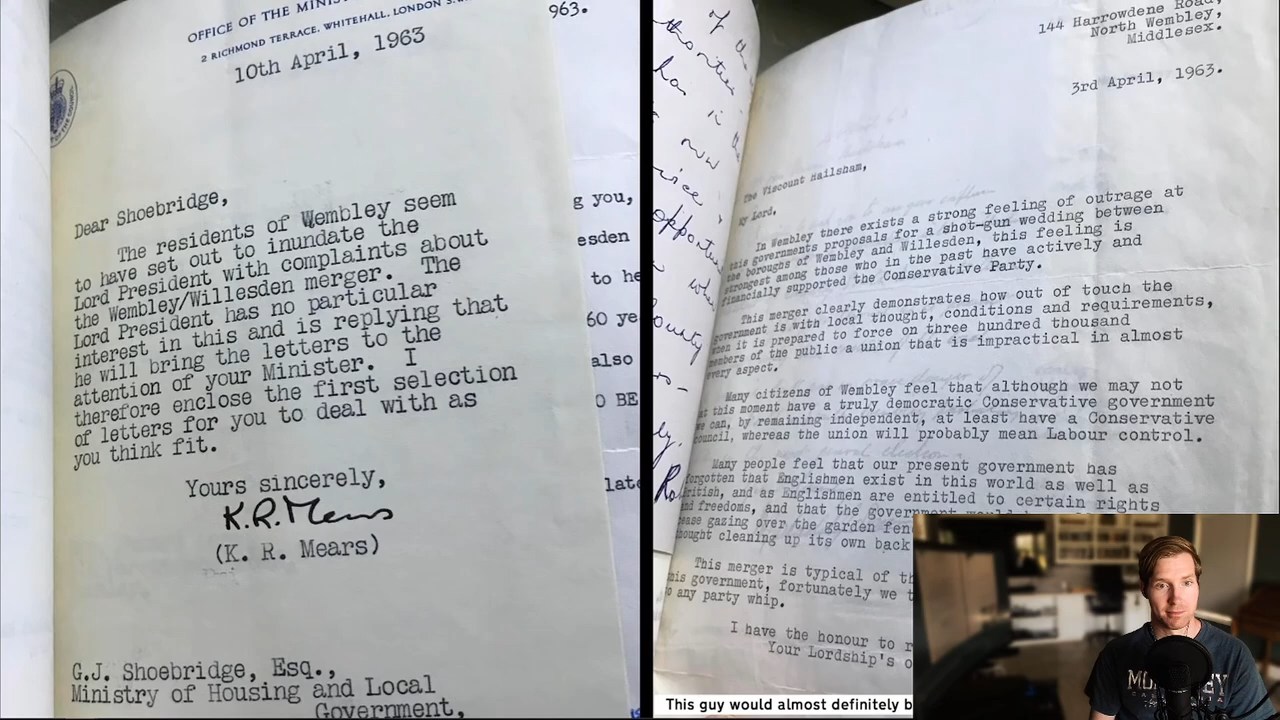 OFFICE OF THE
2 RICHMOND TERRACE, WHITEHALL, LONDON
10th April, 1963
Dear Shoebridge,
The residents of Wembley seem
to have set out to inundate the
Lord President with complaints about
the Wembley/Willesden merger. The
Lord President has no particular
interest in this and is replying that
he will bring the letters to the
attention of your Minister. I
therefore enclose the first selection
of letters for you to deal with as
you think fit.
Yours sincerely,
K.R.Mears
(K. R. Mears)
G.J. Shoebridge, Esq.,
Ministry of Housing and Local
Government,
963.
you,
to
also
BE
of
in
now
144 Harrowdene Road,
North Wembley,
Middlesex.
3rd April, 1963.
The Viscount Hailsham,
My Lord,
In Wembley there exists a strong feeling of outrage at
this governments proposals for a shot-gun wedding between
the boroughs of Wembley and Willesden, this feeling is
strongest among those who in the past have actively and
financially supported the Conservative Party.
This merger clearly demonstrates how out of touch the
government is with local thought, conditions and requirements,
when it is prepared to force on three hundred thousand
members of the public a union that is impractical in almost
every aspect.
Many citizens of Wembley feel that although we may not
at this moment have a truly democratic Conservative government
we can, by remaining independent, at least have a Conservative
council, whereas the union will probably mean Labour control.
Many people feel that our present government has
forgotten that Englishmen exist in this world as well as
British, and as Englishmen are entitled to certain rights
and freedoms, and that the government would
cease gazing over the garden
thought cleaning up its own back
This merger is typical of
this government, fortunately we
to any party whip.
I have the honour to
Your Lordship's
This guy would almost definitely b